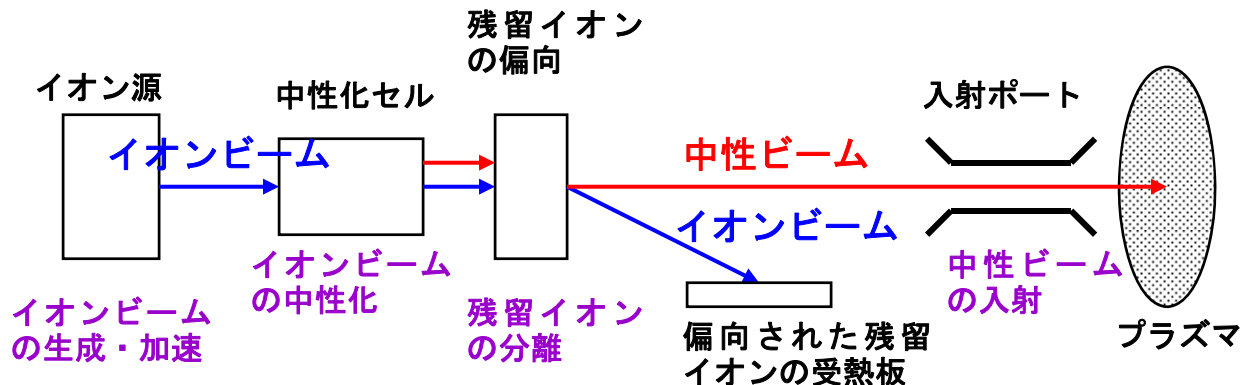 残留イオン
の偏向
イオン源
中性化セル
入射ポート
イオンビーム
中性ビーム
イオンビーム
イオンビーム
の中性化
中性ビーム
の入射
イオンビーム
の生成・加速
残留イオン
の分離
偏向された残留
イオンの受熱板
プラズマ